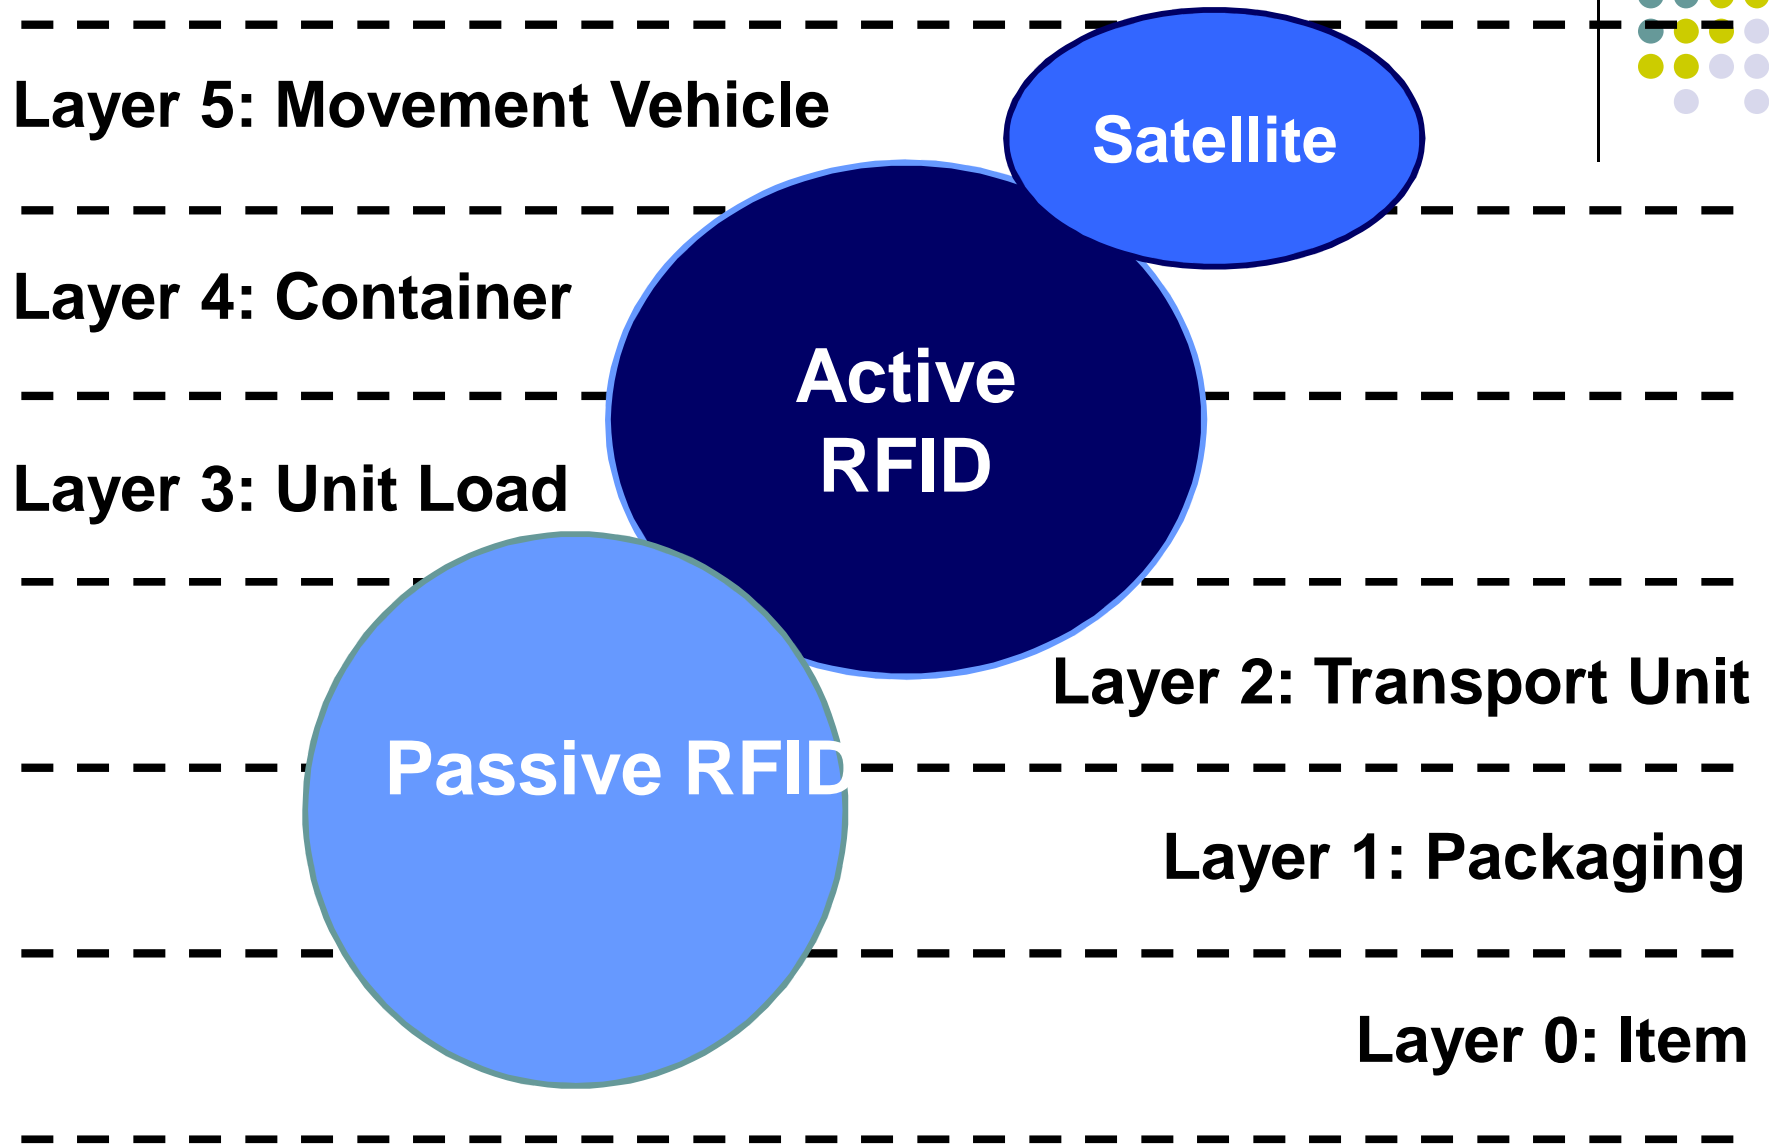 Layer 5: Movement Vehicle
Satellite
Layer 4: Container
Active
RFID
Layer 3: Unit Load
Layer 2: Transport Unit
Passive RFID
Layer 1: Packaging
Layer 0: Item